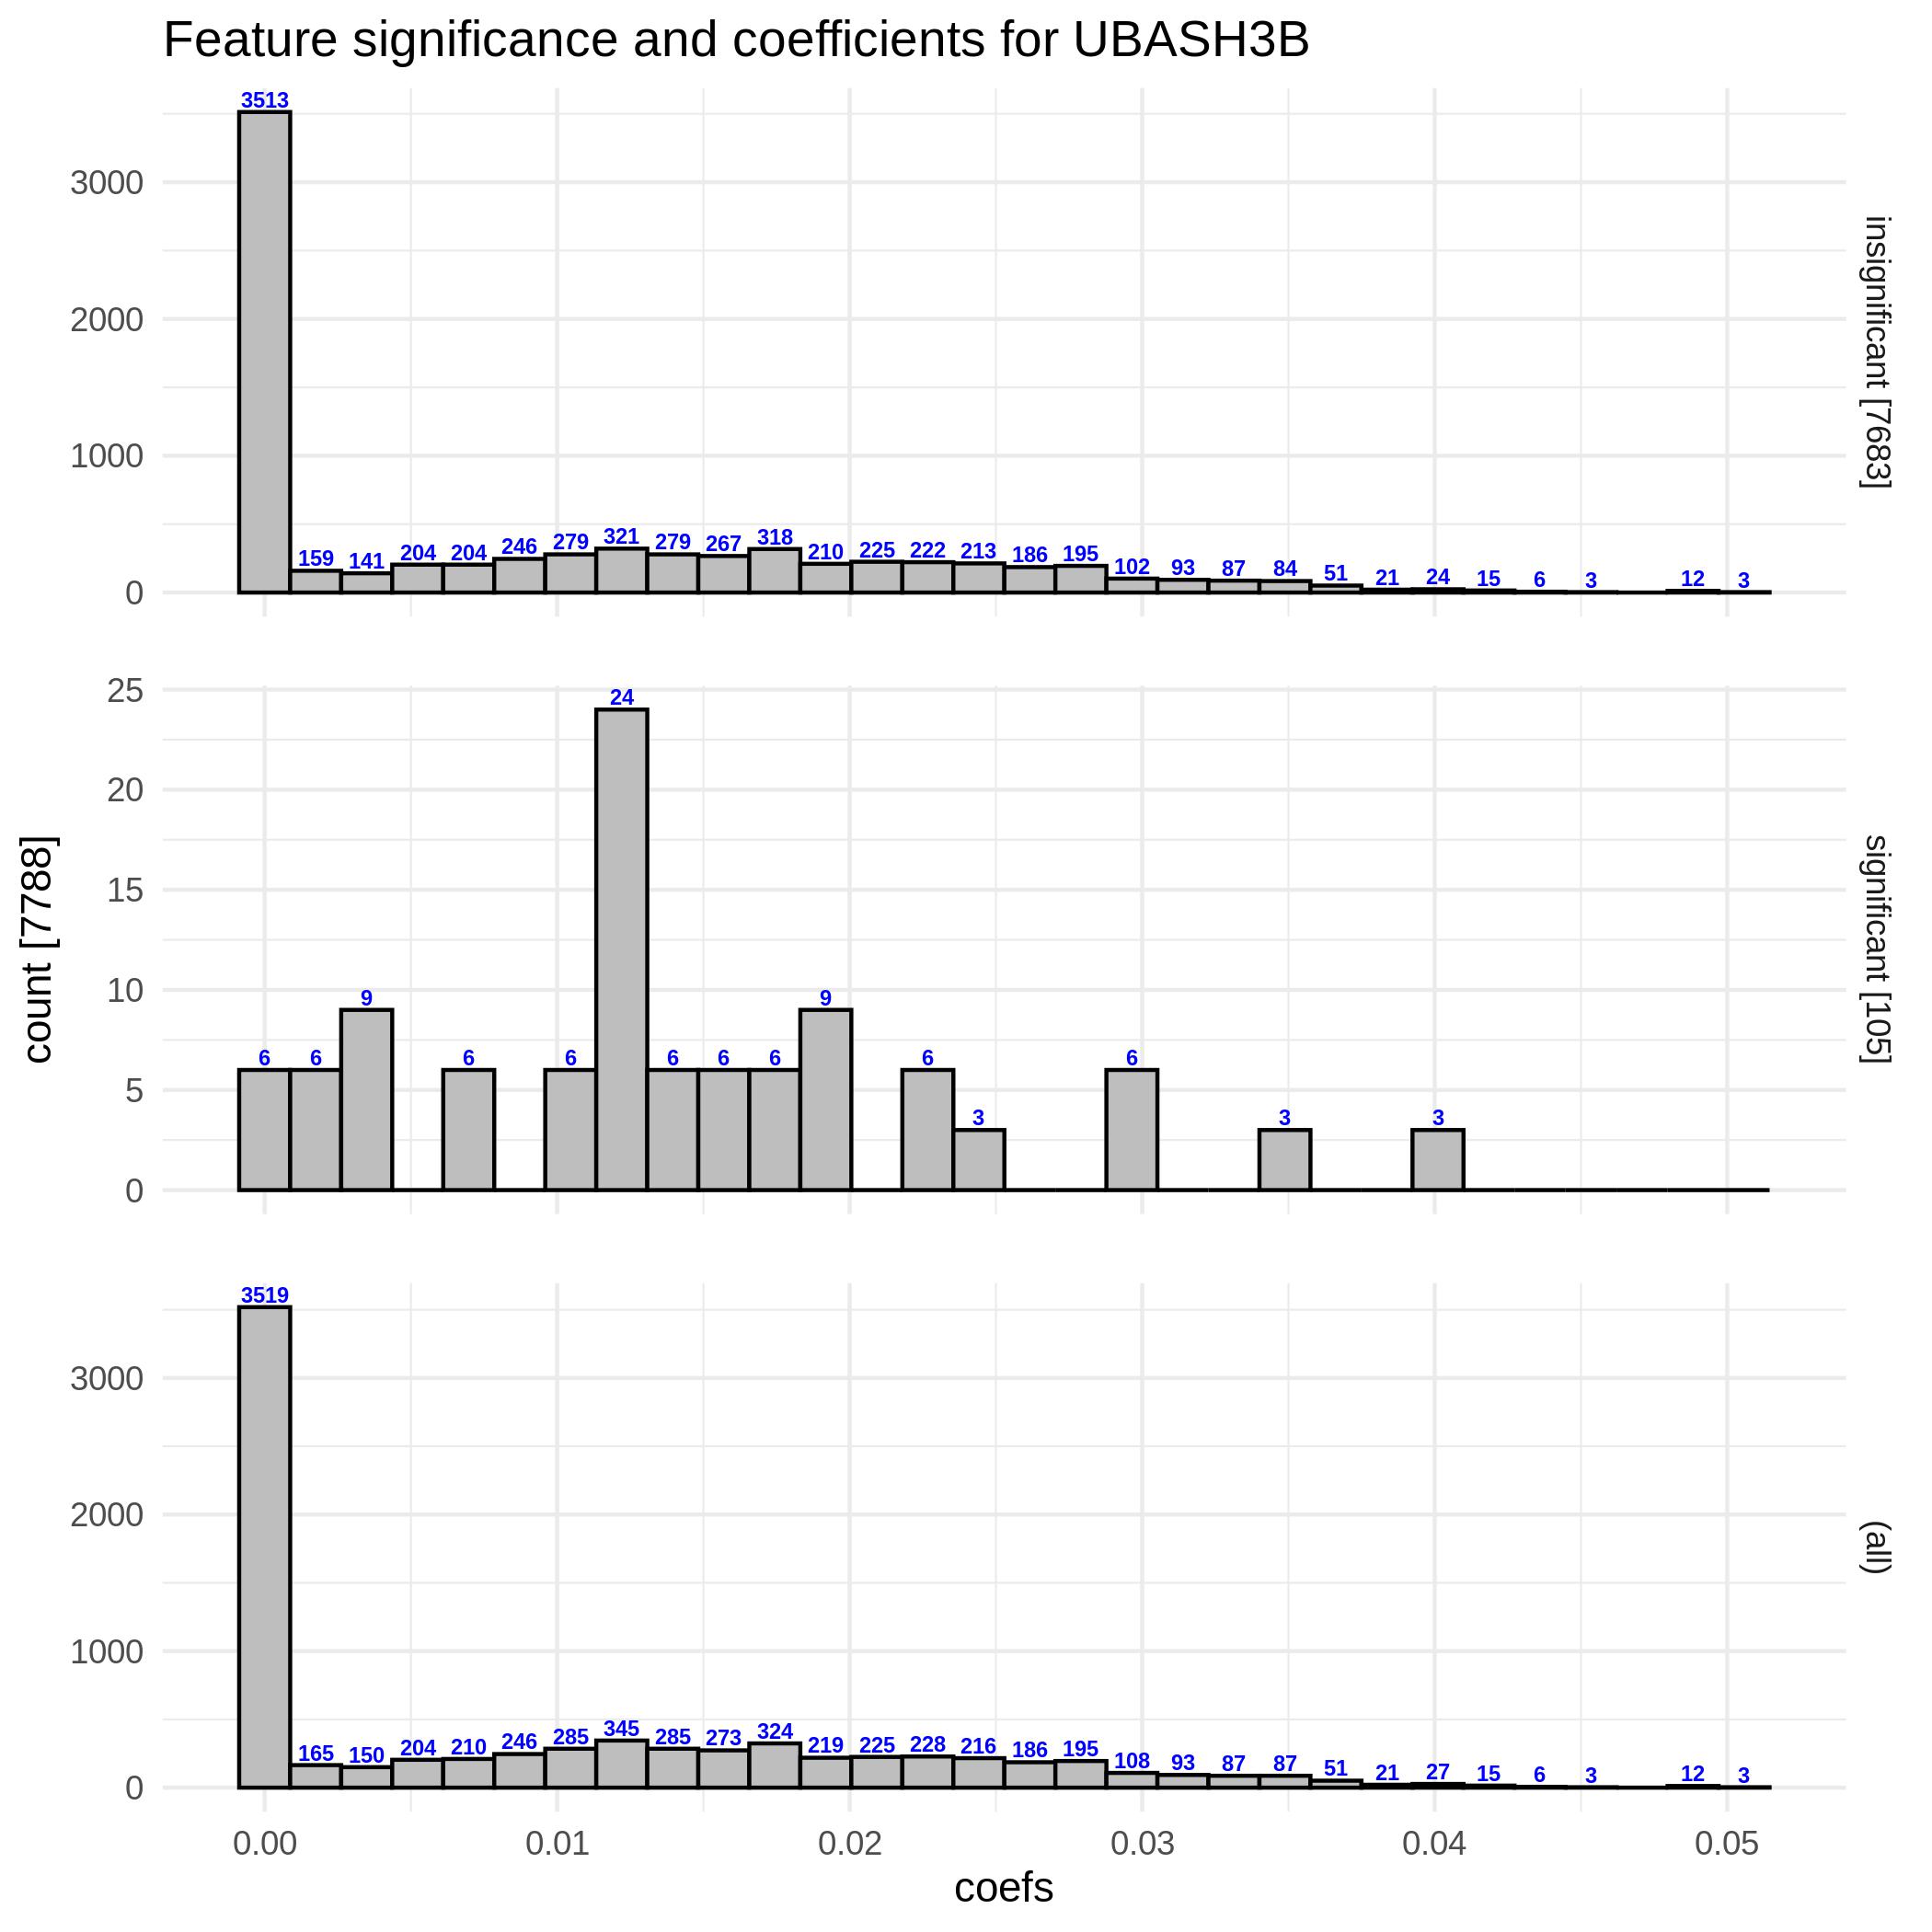 Feature significance and coefficients for UBASH3B
3513
3000
2000
1000
0
159 141 204 204 246 279 321 279 267 318 210 225 222 213 186 195 102 93 87 84 51 21 24 15 6 3 12 3
insignificant [7683]
count [7788]
25
20
15
10
5
0
6 6 9 6 6 24 6 6 6 9 6 3 6 3 3
significant [105]
3519
3000
2000
1000
0
165 150 204 210 246 285 345 285 273 324 219 225 228 216 186 195 108 93 87 87 51 21 27 15 6 3 12 3
(all)
0.00 0.01 0.02 0.03 0.04 0.05
coefs